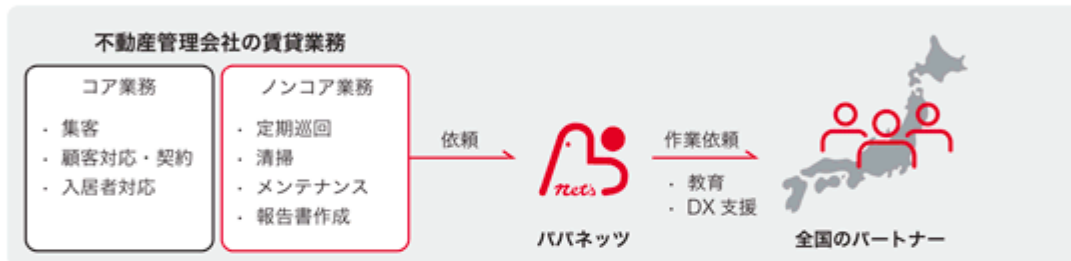 不動産管理会社の賃貸業務
コア業務
・ 集客
・ 顧客対応・契約
・ 入居者対応
ノンコア業務
・ 定期巡回
・ 清掃
・ メンテナンス
・ 報告書作成
依頼
net's
パパネッツ
作業依頼
・ 教育
・ DX 支援
全国のパートナー